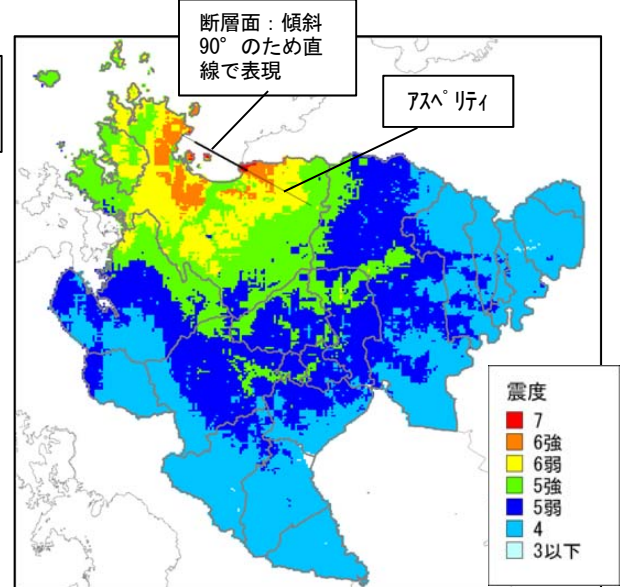 断層面：傾斜
90°のため直
線で表現
ｱｽﾍﾟﾘﾃｨ
震度
7
6強
6弱
5強
5弱
4
3以下